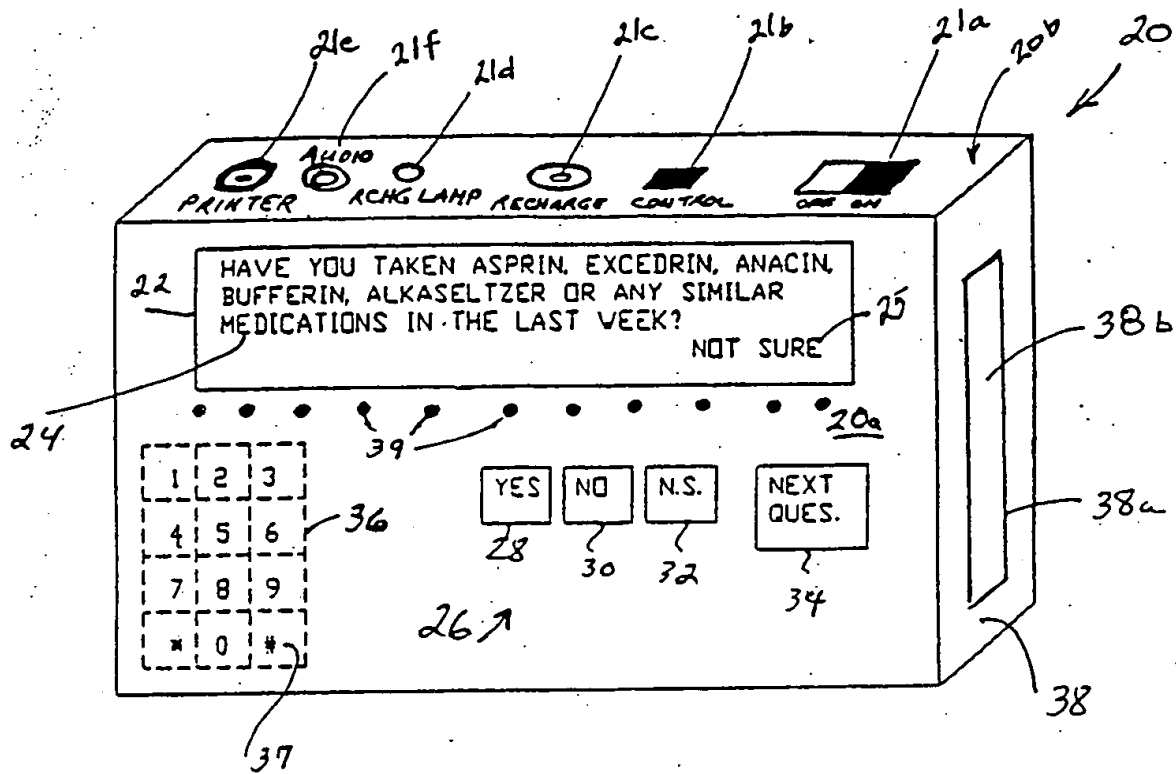 21e 21f 21d 21c 21b 21a 20b 20
AUDIO
PRINTER RCHG LAMP RECHARGE CONTROL OFF ON
HAVE YOU TAKEN ASPRIN, EXCEDRIN, ANACIN,
BUFFERIN, ALKASELTZER OR ANY SIMILAR
MEDICATIONS IN THE LAST WEEK?
NOT SURE
22 25
38b
24 39 20a
1 2 3
4 5 6
7 8 9
* 0 #
36
YES NO N.S. NEXT
QUES.
28 30 32 34
38a
26
37
38